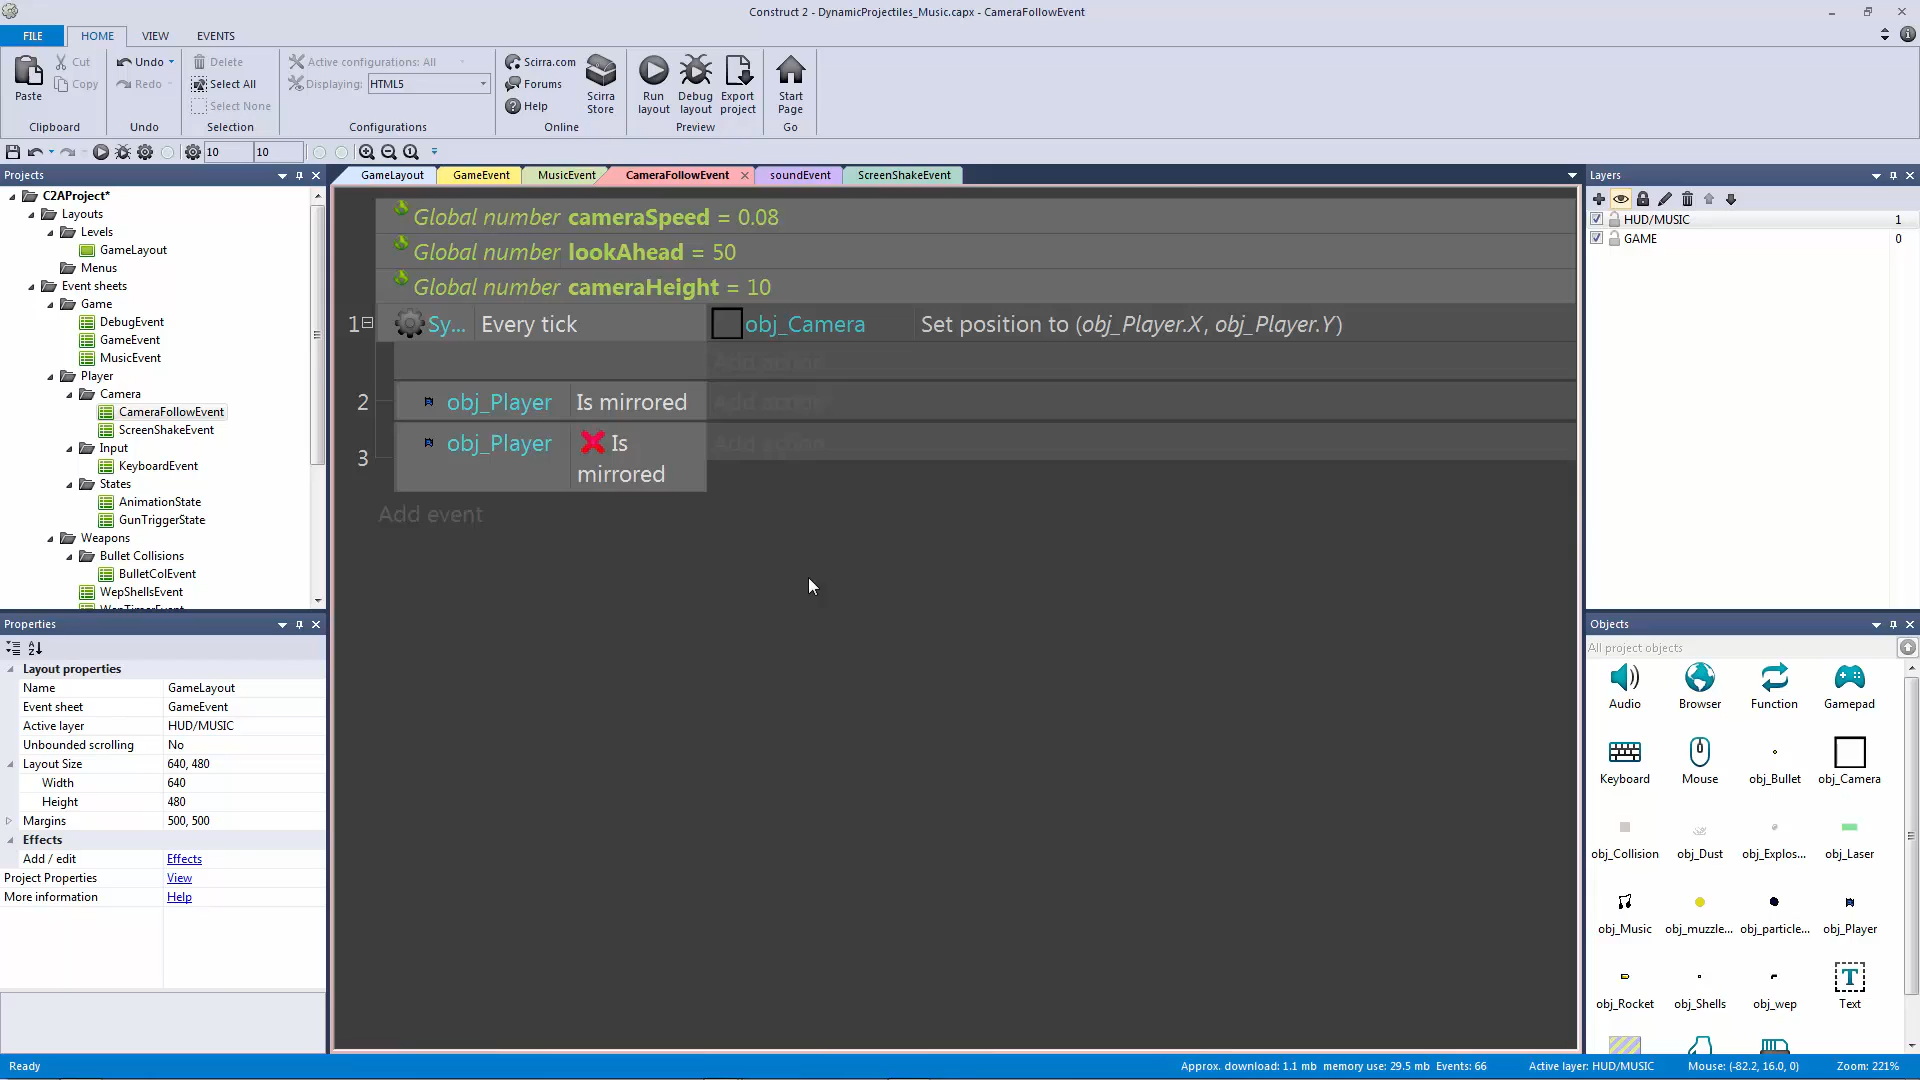 Construct 2 - DynamicProjectiles_Music.capx - CameraFollowEvent
FILE HOME VIEW EVENTS
Paste
Cut
Copy
Clipboard
Undo
Redo
Undo
Delete
Select All
Select None
Selection
Active configurations: All
Displaying: HTML5
Configurations
Scirra.com
Forums
Help
Scirra Store
Online
Run layout
Debug layout
Export project
Preview
Start Page
Go
10 10
Projects
C2AProject*
Layouts
Levels
GameLayout
Menus
Event sheets
Game
DebugEvent
GameEvent
MusicEvent
Player
Camera
CameraFollowEvent
ScreenShakeEvent
Input
KeyboardEvent
States
AnimationState
GunTriggerState
Weapons
Bullet Collisions
BulletColEvent
WepShellsEvent
WepTimerEvent
Properties
Layout properties
Name GameLayout
Event sheet GameEvent
Active layer HUD/MUSIC
Unbounded scrolling No
Layout Size 640, 480
Width 640
Height 480
Margins 500, 500
Effects
Add / edit Effects
Project Properties View
More information Help
GameLayout GameEvent MusicEvent CameraFollowEvent soundEvent ScreenShakeEvent
Global number cameraSpeed = 0.08
Global number lookAhead = 50
Global number cameraHeight = 10
1 Sy... Every tick obj_Camera Set position to (obj_Player.X, obj_Player.Y)
Add action
2 obj_Player Is mirrored Add action
3 obj_Player Is mirrored Add action
Add event
Layers
HUD/MUSIC 1
GAME 0
Objects
All project objects
Audio Browser Function Gamepad
Keyboard Mouse obj_Bullet obj_Camera
obj_Collision obj_Dust obj_Explos... obj_Laser
obj_Music obj_muzzle... obj_particle... obj_Player
obj_Rocket obj_Shells obj_wep Text
Ready
Approx. download: 1.1 mb memory use: 29.5 mb Events: 66
Active layer: HUD/MUSIC
Mouse: (-82.2, 16.0, 0)
Zoom: 221%